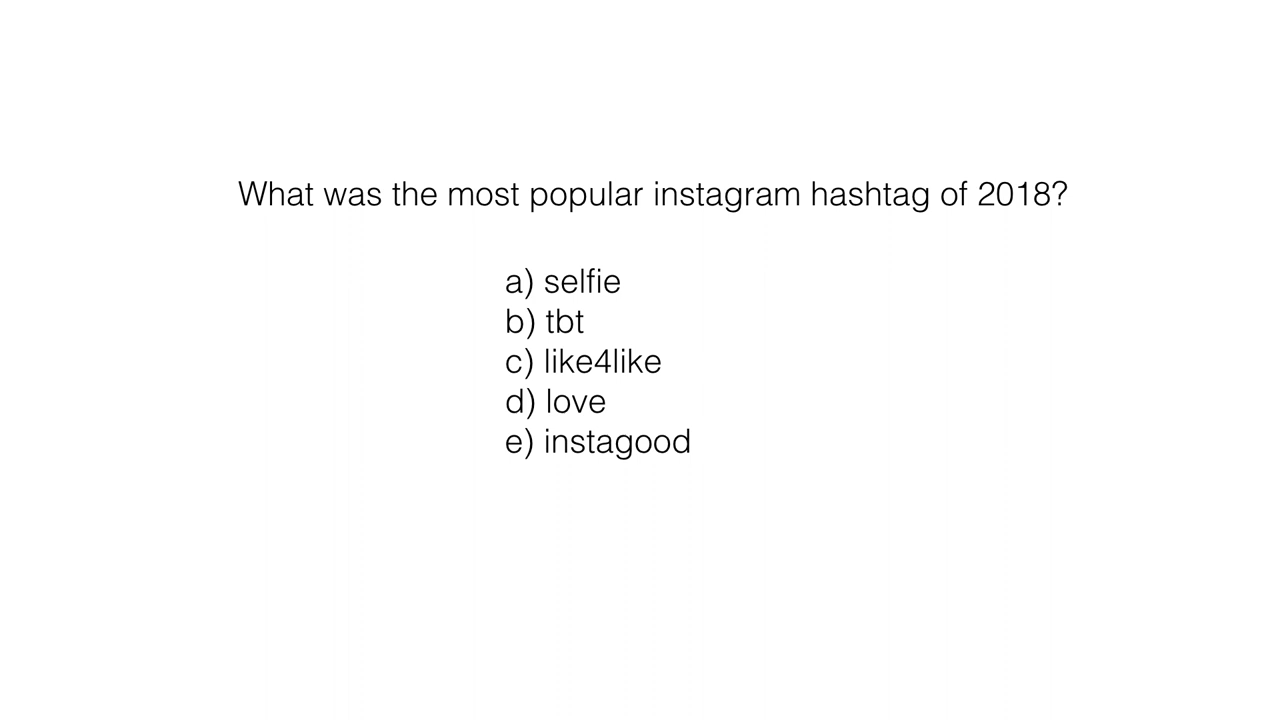 What was the most popular instagram hashtag of 2018?
a) selfie
b) tbt
c) like4like
d) love
e) instagood